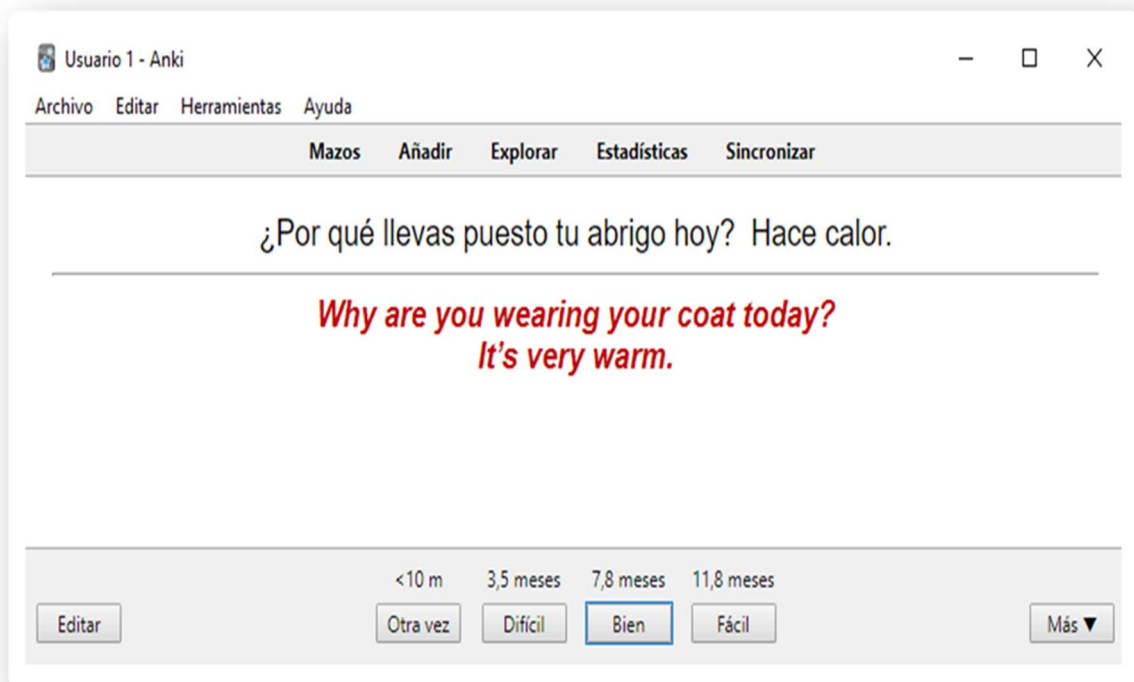 Usuario 1 - Anki
Archivo Editar Herramientas Ayuda
Mazos Añadir Explorar Estadísticas Sincronizar
¿Por qué llevas puesto tu abrigo hoy?  Hace calor.
Why are you wearing your coat today?
It’s very warm.
<10 m 3,5 meses 7,8 meses 11,8 meses
Editar Otra vez Difícil Bien Fácil Más ▼